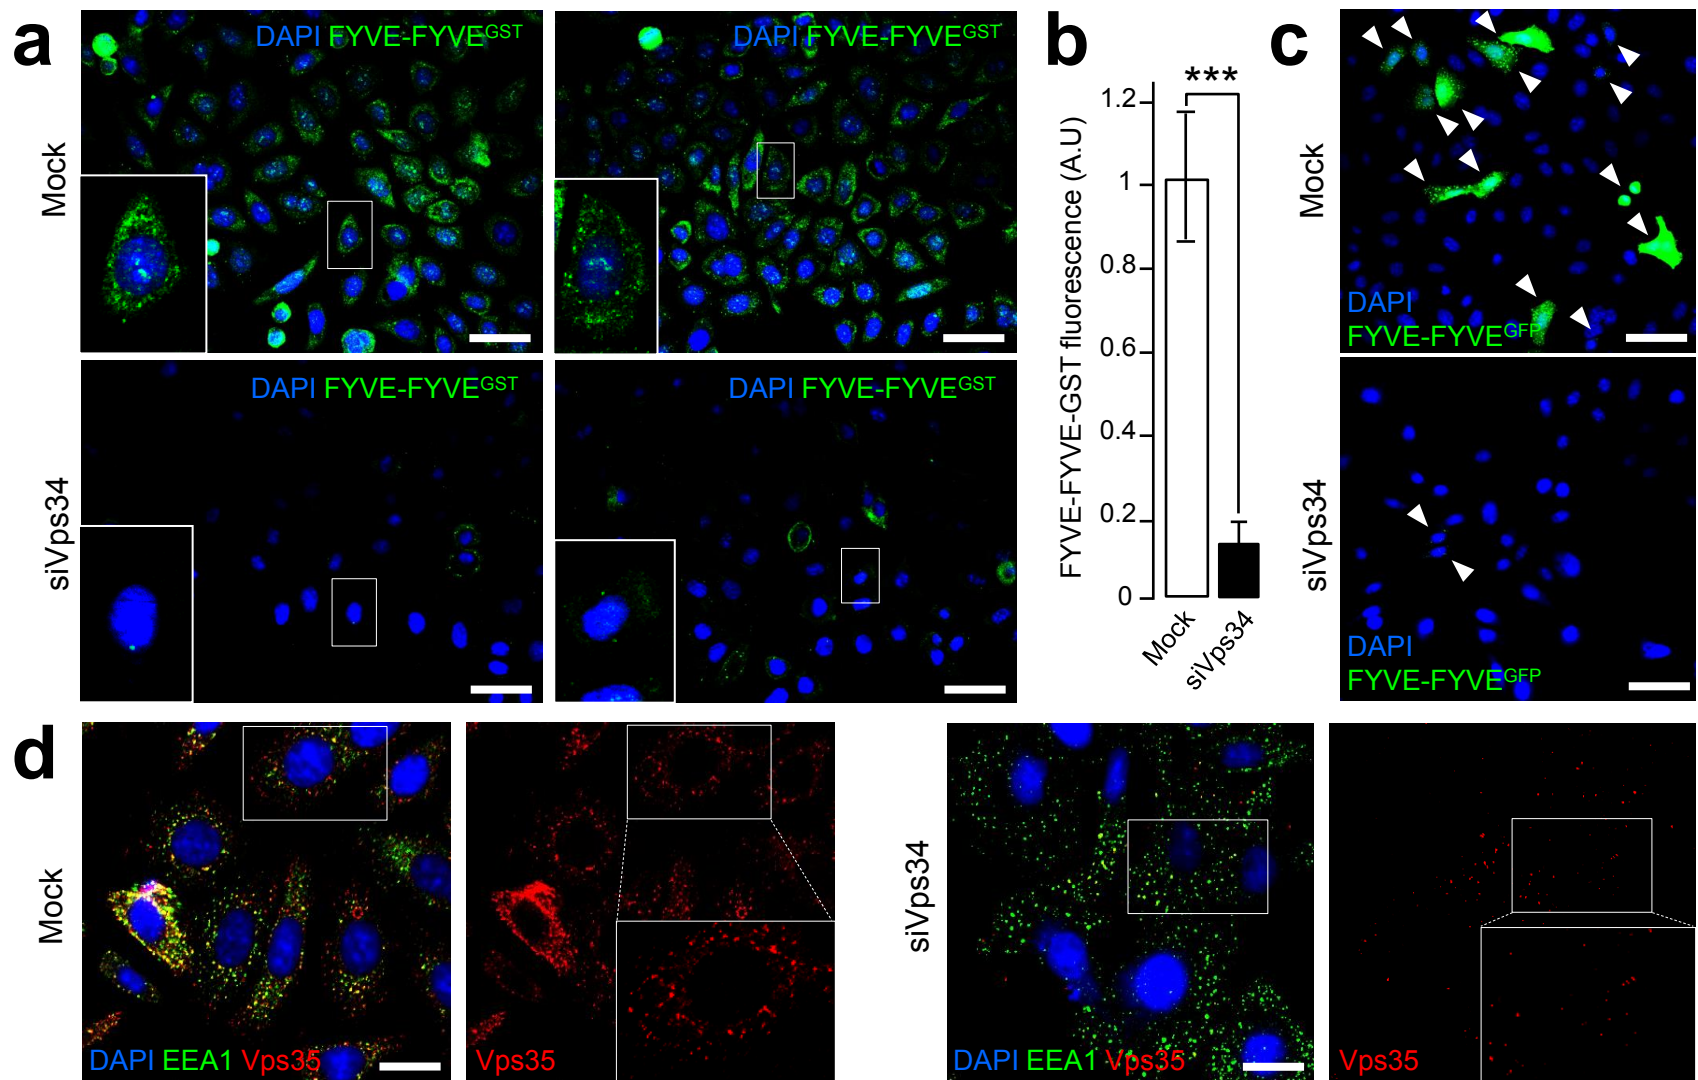 a
Mock
DAPI FYVE-FYVEGST
DAPI FYVE-FYVEGST
siVps34
DAPI FYVE-FYVEGST
DAPI FYVE-FYVEGST
b
***
FYVE-FYVE-GST fluorescence (A.U)
1.2
1
0.8
0.6
0.4
0.2
0
Mock
siVps34
c
Mock
DAPI
FYVE-FYVEGFP
siVps34
DAPI
FYVE-FYVEGFP
d
Mock
DAPI EEA1 Vps35
Vps35
siVps34
DAPI EEA1 Vps35
Vps35